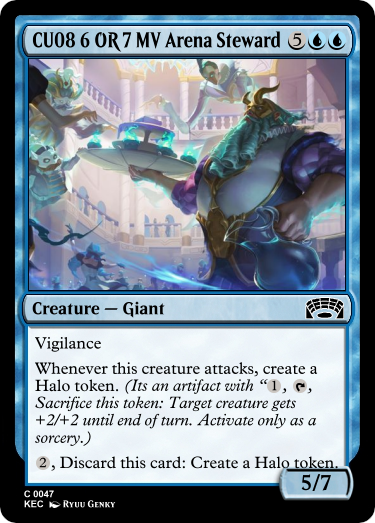 CU08 6 OR 7 MV Arena Steward 5
Creature — Giant
Vigilance
Whenever this creature attacks, create a
Halo token. (Its an artifact with “1, ,
Sacrifice this token: Target creature gets
+2/+2 until end of turn. Activate only as a
sorcery.)
2, Discard this card: Create a Halo token.
5/7
C 0047
KEC Ryuu Genky